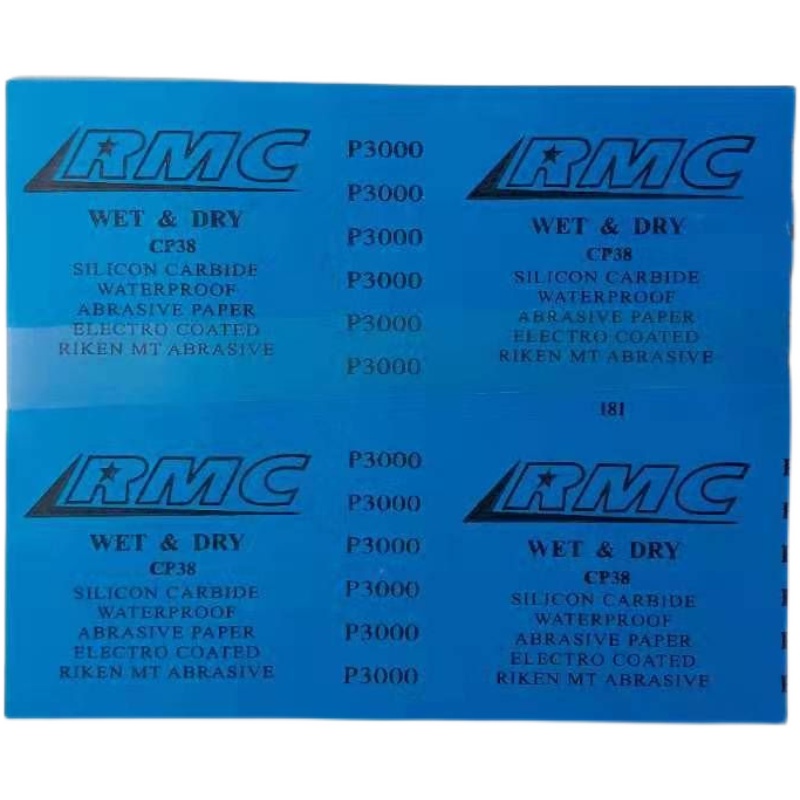 RMC
WET & DRY
CP38
SILICON CARBIDE
WATERPROOF
ABRASIVE PAPER
ELECTRO COATED
RIKEN MT ABRASIVE
P3000
P3000
P3000
P3000
P3000
P3000
RMC
WET & DRY
CP38
SILICON CARBIDE
WATERPROOF
ABRASIVE PAPER
ELECTRO COATED
RIKEN MT ABRASIVE
181
RMC
WET & DRY
CP38
SILICON CARBIDE
WATERPROOF
ABRASIVE PAPER
ELECTRO COATED
RIKEN MT ABRASIVE
P3000
P3000
P3000
P3000
P3000
P3000
RMC
WET & DRY
CP38
SILICON CARBIDE
WATERPROOF
ABRASIVE PAPER
ELECTRO COATED
RIKEN MT ABRASIVE